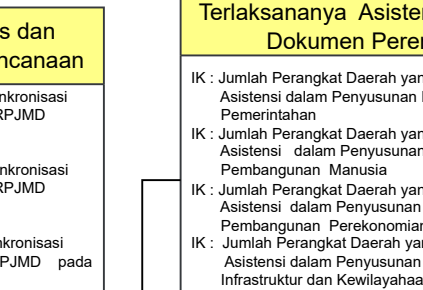 s dan
ncanaan
nkronisasi
RPJMD
nkronisasi
RPJMD
nkronisasi
PJMD pada
Terlaksananya Asisten
Dokumen Peren
IK : Jumlah Perangkat Daerah yan
Asistensi dalam Penyusunan
Pemerintahan
IK : Jumlah Perangkat Daerah yan
Asistensi dalam Penyusunan
Pembangunan Manusia
IK : Jumlah Perangkat Daerah yan
Asistensi dalam Penyusunan
Pembangunan Perekonomian
IK : Jumlah Perangkat Daerah yan
Asistensi dalam Penyusunan
Infrastruktur dan Kewilayahaa